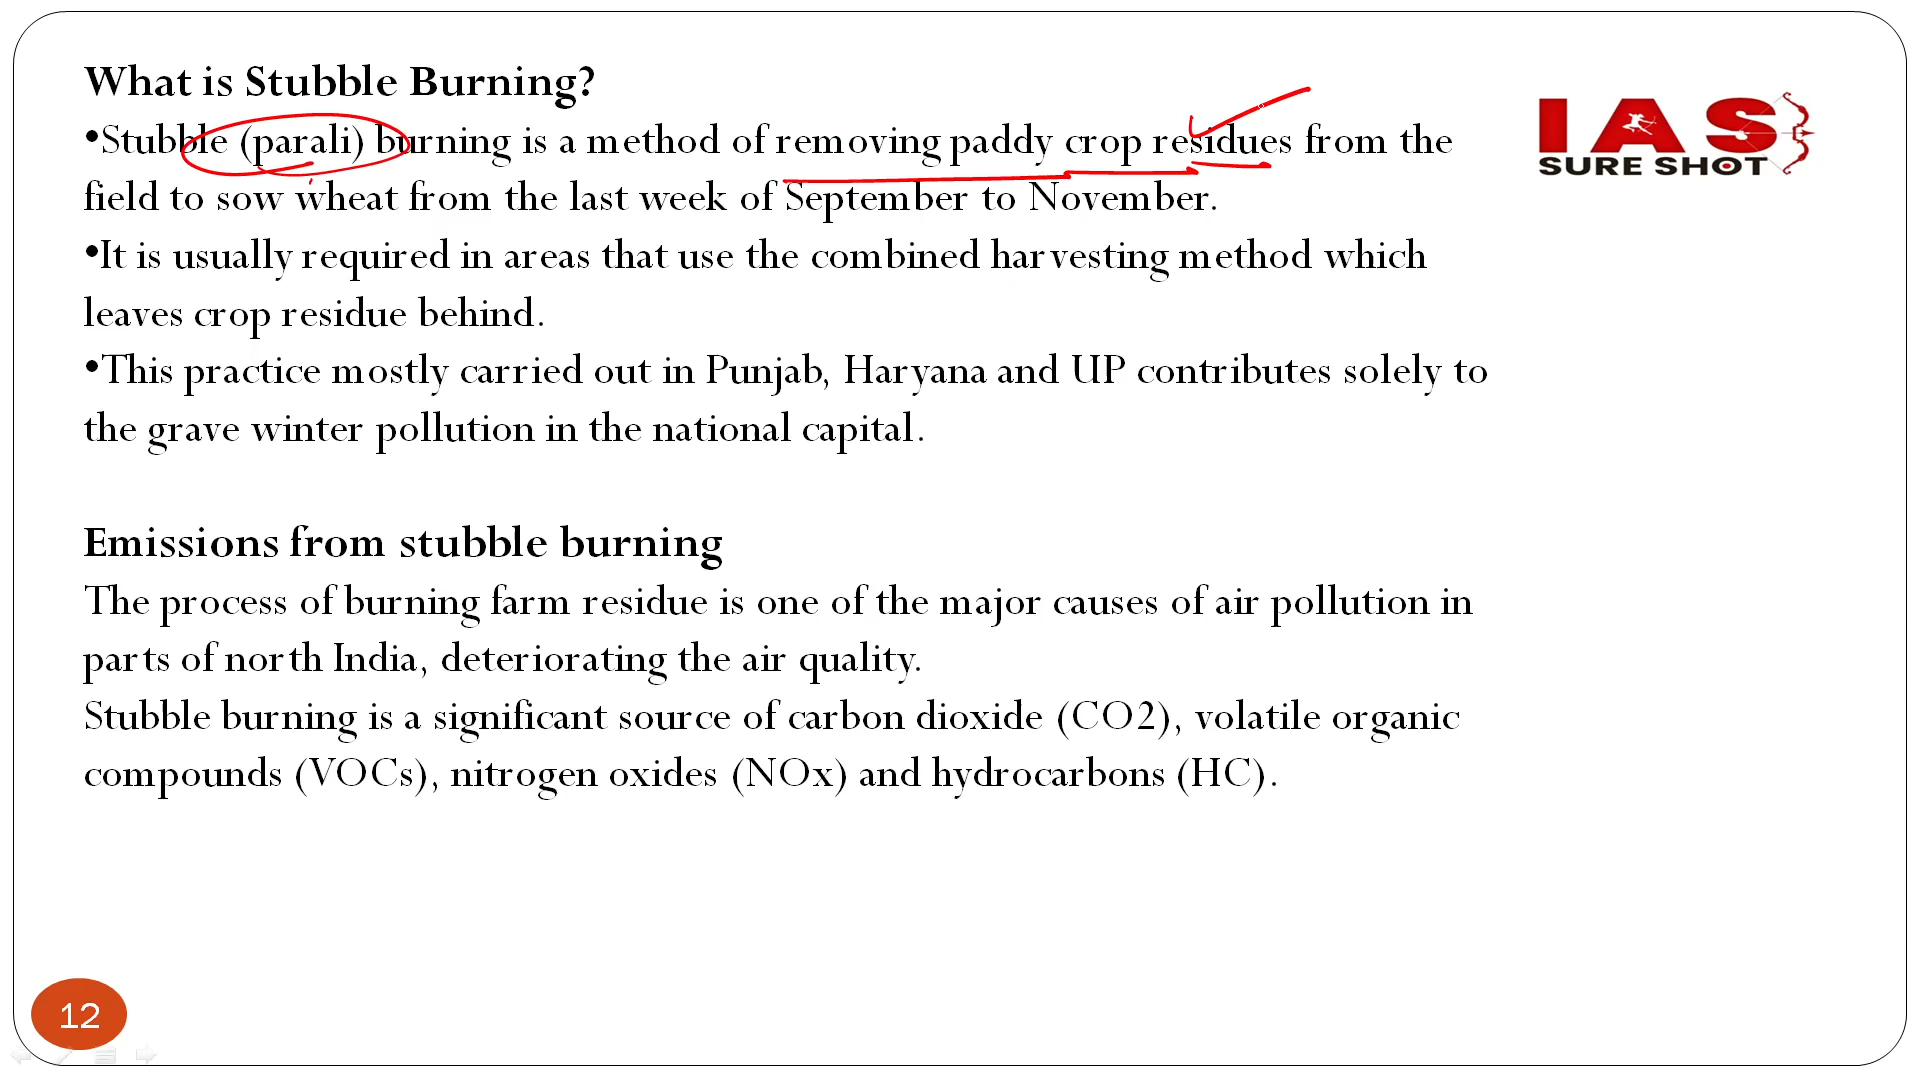 What is Stubble Burning?
•Stubble (parali) burning is a method of removing paddy crop residues from the
field to sow wheat from the last week of September to November.
•It is usually required in areas that use the combined harvesting method which
leaves crop residue behind.
•This practice mostly carried out in Punjab, Haryana and UP contributes solely to
the grave winter pollution in the national capital.
Emissions from stubble burning
The process of burning farm residue is one of the major causes of air pollution in
parts of north India, deteriorating the air quality.
Stubble burning is a significant source of carbon dioxide (CO2), volatile organic
compounds (VOCs), nitrogen oxides (NOx) and hydrocarbons (HC).
IAS
SURE SHOT
12